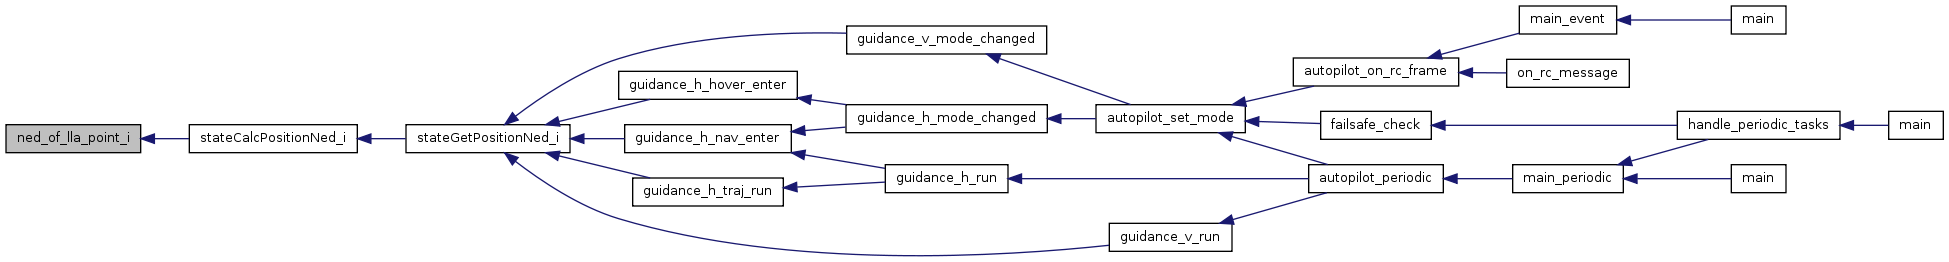 ned_of_lla_point_i
stateCalcPositionNed_i
stateGetPositionNed_i
guidance_v_mode_changed
guidance_h_hover_enter
guidance_h_nav_enter
guidance_h_traj_run
guidance_h_mode_changed
guidance_h_run
guidance_v_run
autopilot_set_mode
autopilot_on_rc_frame
failsafe_check
autopilot_periodic
main_event
on_rc_message
main_periodic
handle_periodic_tasks
main
main
main